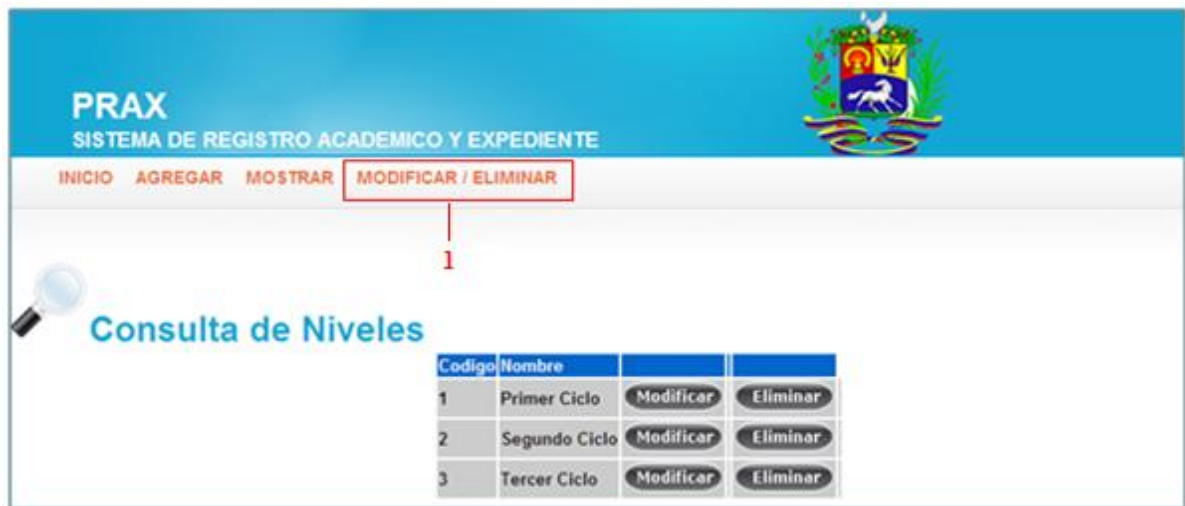 PRAX
SISTEMA DE REGISTRO ACADEMICO Y EXPEDIENTE
INICIO AGREGAR MOSTRAR MODIFICAR / ELIMINAR
1
Consulta de Niveles
Codigo Nombre
1 Primer Ciclo Modificar Eliminar
2 Segundo Ciclo Modificar Eliminar
3 Tercer Ciclo Modificar Eliminar